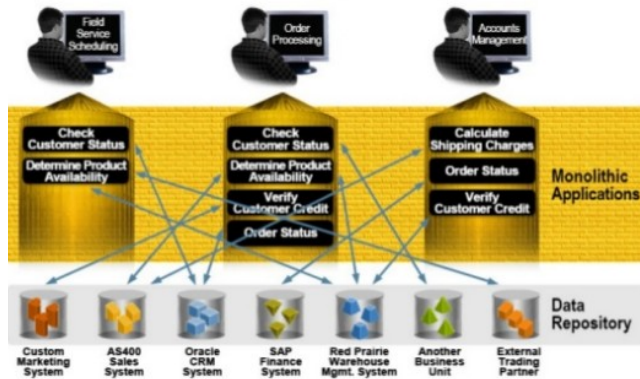 Field
Service
Scheduling
Order
Processing
Accounts
Management
Check
Customer Status
Determine Product
Availability
Check
Customer Status
Determine Product
Availability
Verify
Customer Credit
Order Status
Calculate
Shipping Charges
Order Status
Verify
Customer Credit
Monolithic
Applications
Data
Repository
Custom
Marketing
System
AS400
Sales
System
Oracle
CRM
System
SAP
Finance
System
Red Prairie
Warehouse
Mgmt. System
Another
Business
Unit
External
Trading
Partner